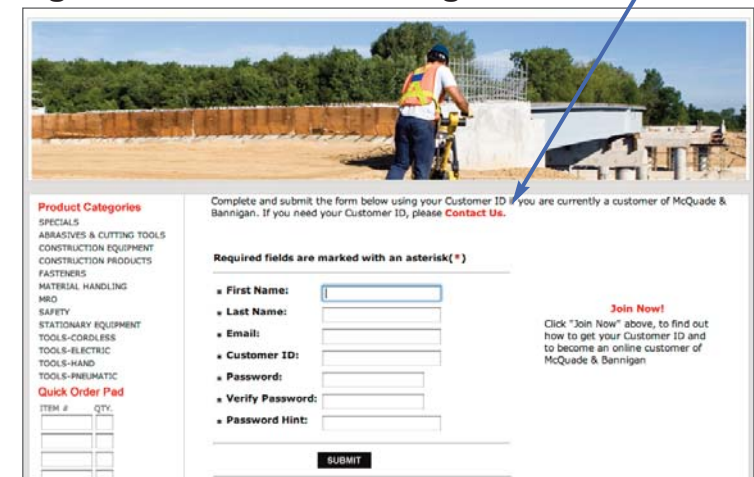 Product Categories
SPECIALS
ABRASIVES & CUTTING TOOLS
CONSTRUCTION EQUIPMENT
CONSTRUCTION PRODUCTS
FASTENERS
MATERIAL HANDLING
MRO
SAFETY
STATIONARY EQUIPMENT
TOOLS-CORDLESS
TOOLS-ELECTRIC
TOOLS-HAND
TOOLS-PNEUMATIC
Quick Order Pad
ITEM # QTY.
Complete and submit the form below using your Customer ID if you are currently a customer of McQuade &
Bannigan. If you need your Customer ID, please Contact Us.
Required fields are marked with an asterisk(*)
* First Name:
* Last Name:
* Email:
* Customer ID:
* Password:
* Verify Password:
* Password Hint:
SUBMIT
Join Now!
Click "Join Now" above, to find out
how to get your Customer ID and
to become an online customer of
McQuade & Bannigan